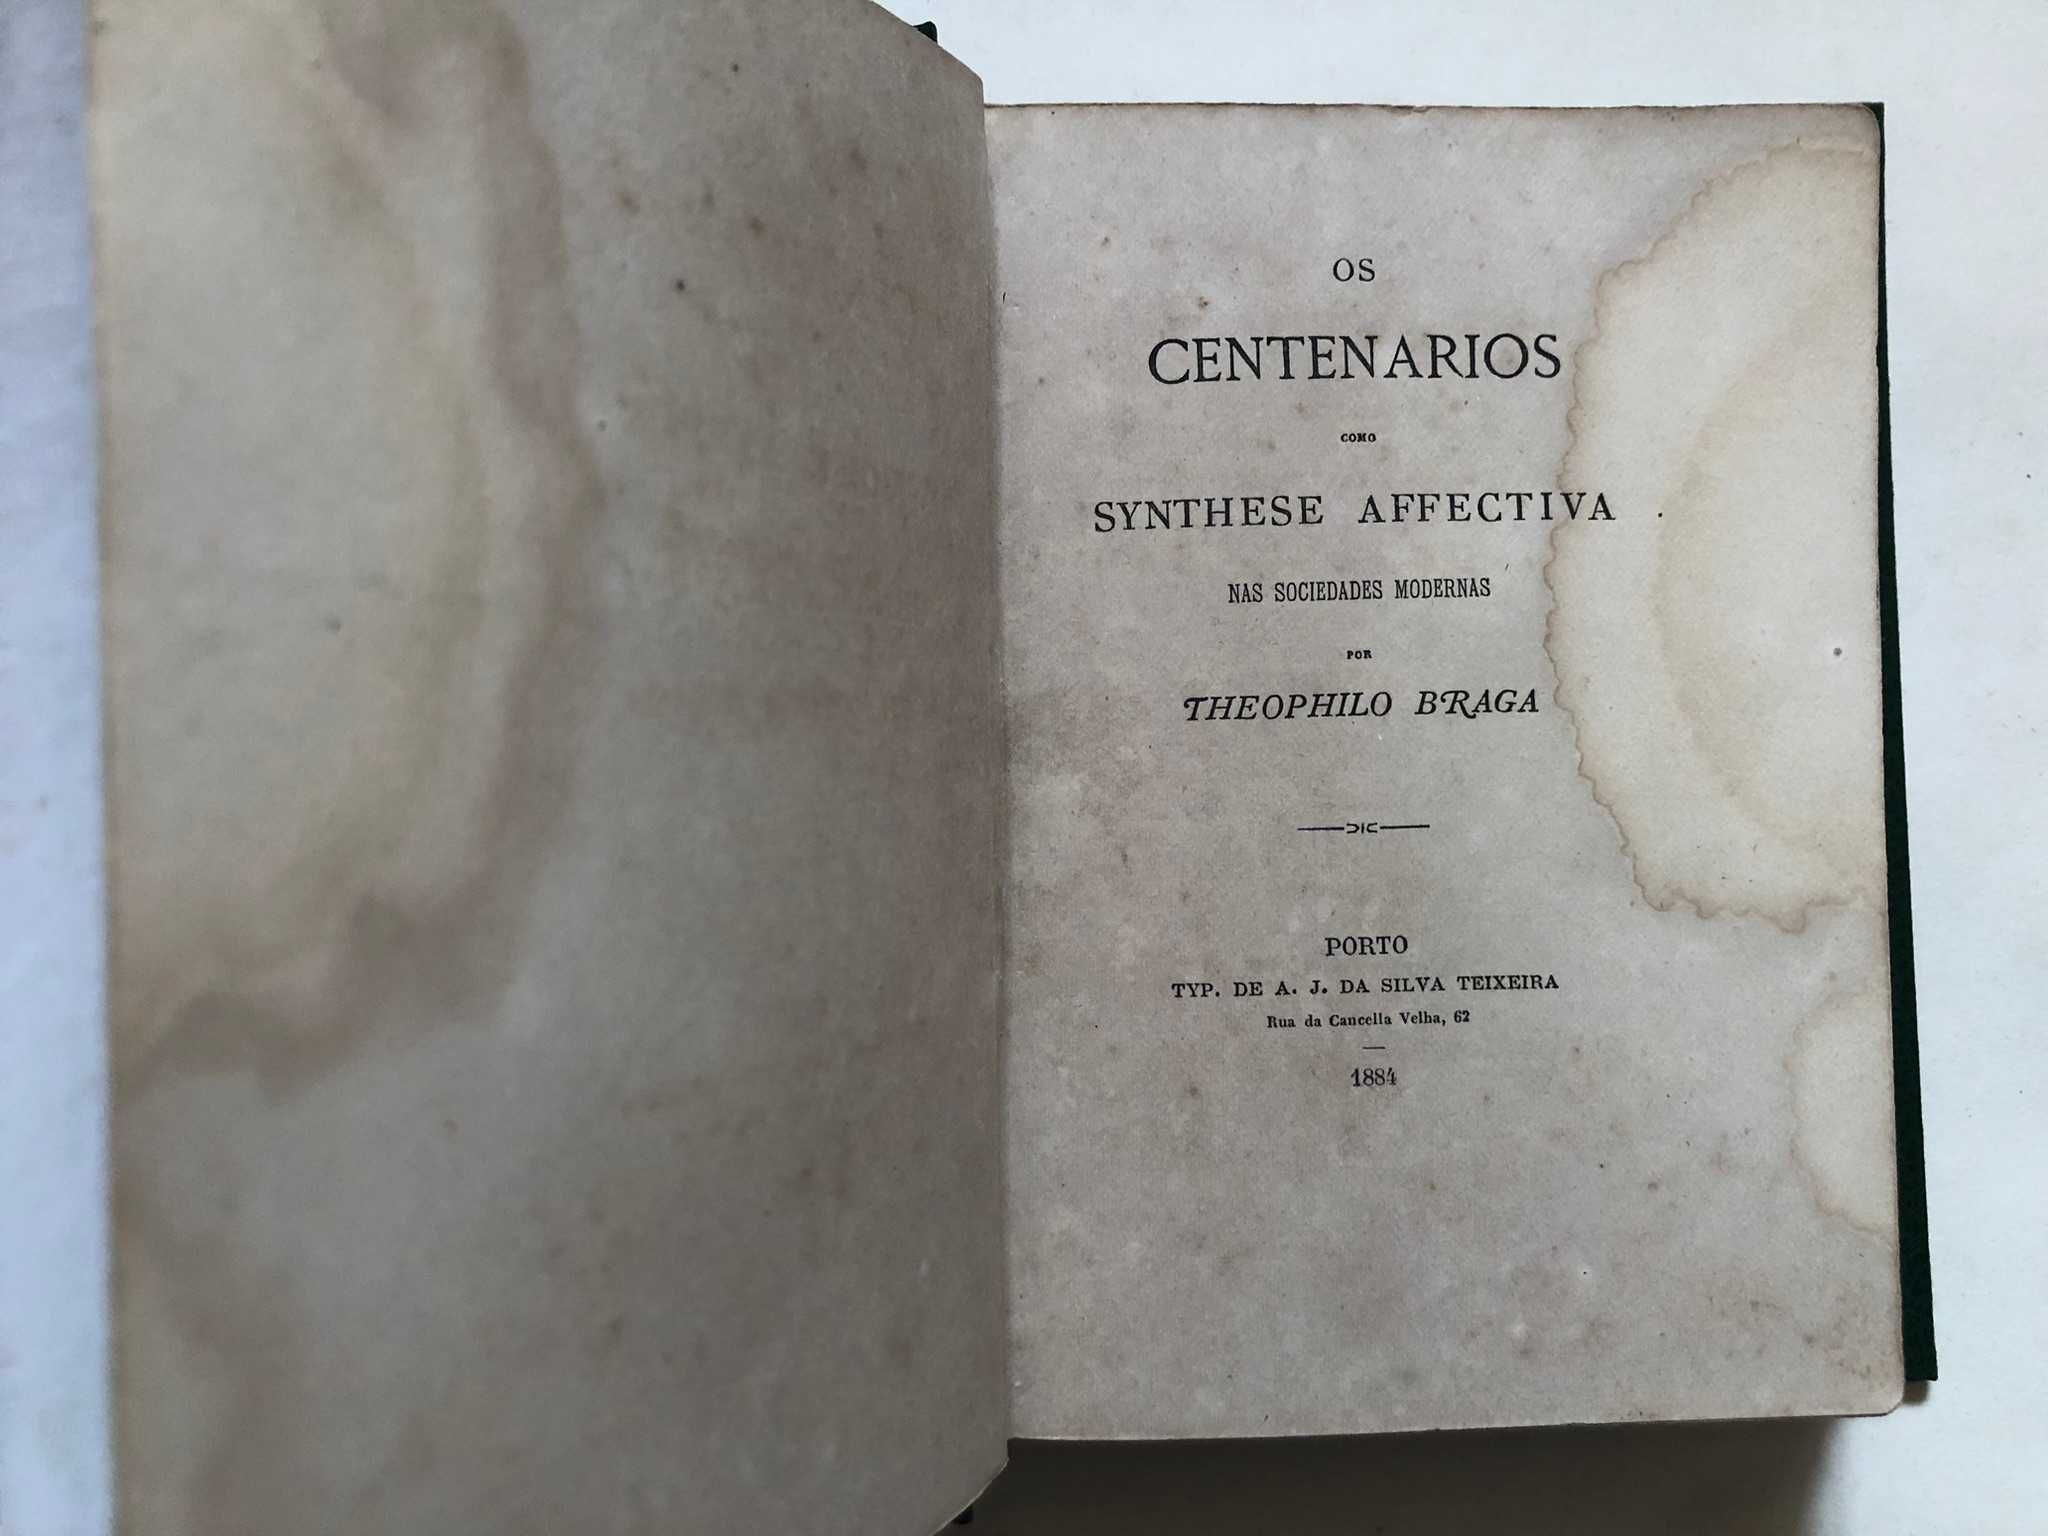 OS
CENTENARIOS
COMO
SYNTHESE AFFECTIVA
NAS SOCIEDADES MODERNAS
POR
THEOPHILO BRAGA
PORTO
TYP. DE A. J. DA SILVA TEIXEIRA
Rua da Cancella Velha, 62
1884